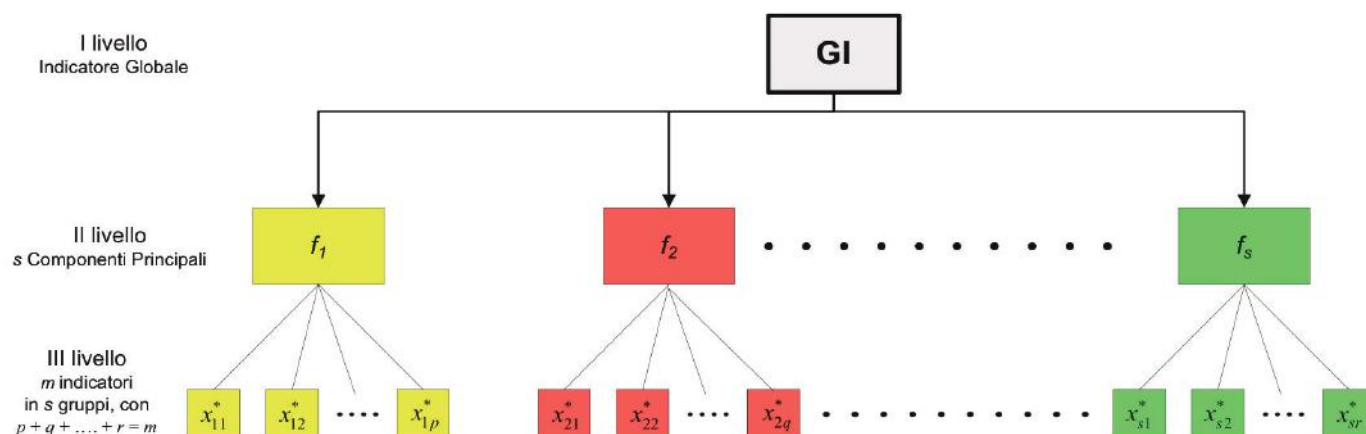 I livello
Indicatore Globale
GI
II livello
s Componenti Principali
f₁
f₂
. . . . . . . . . .
fₛ
III livello
m indicatori
in s gruppi, con
p + q + .... + r = m
x*₁₁ x*₁₂ .... x*₁ₚ x*₂₁ x*₂₂ .... x*₂q . . . . . . . . . . x*ₛ₁ x*ₛ₂ .... x*ₛᵣ